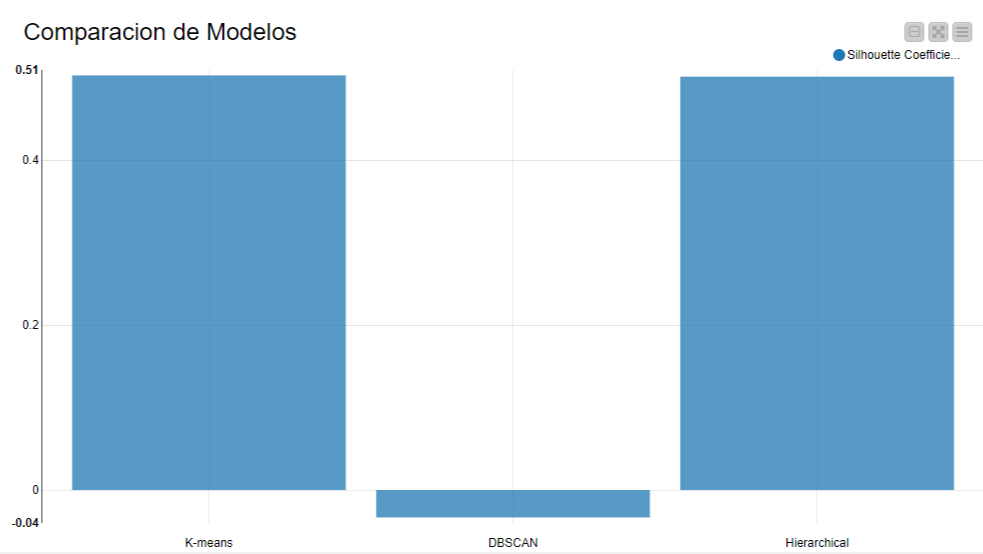 Comparacion de Modelos
Silhouette Coefficie...
0.51
0.4
0.2
0
-0.04
K-means
DBSCAN
Hierarchical